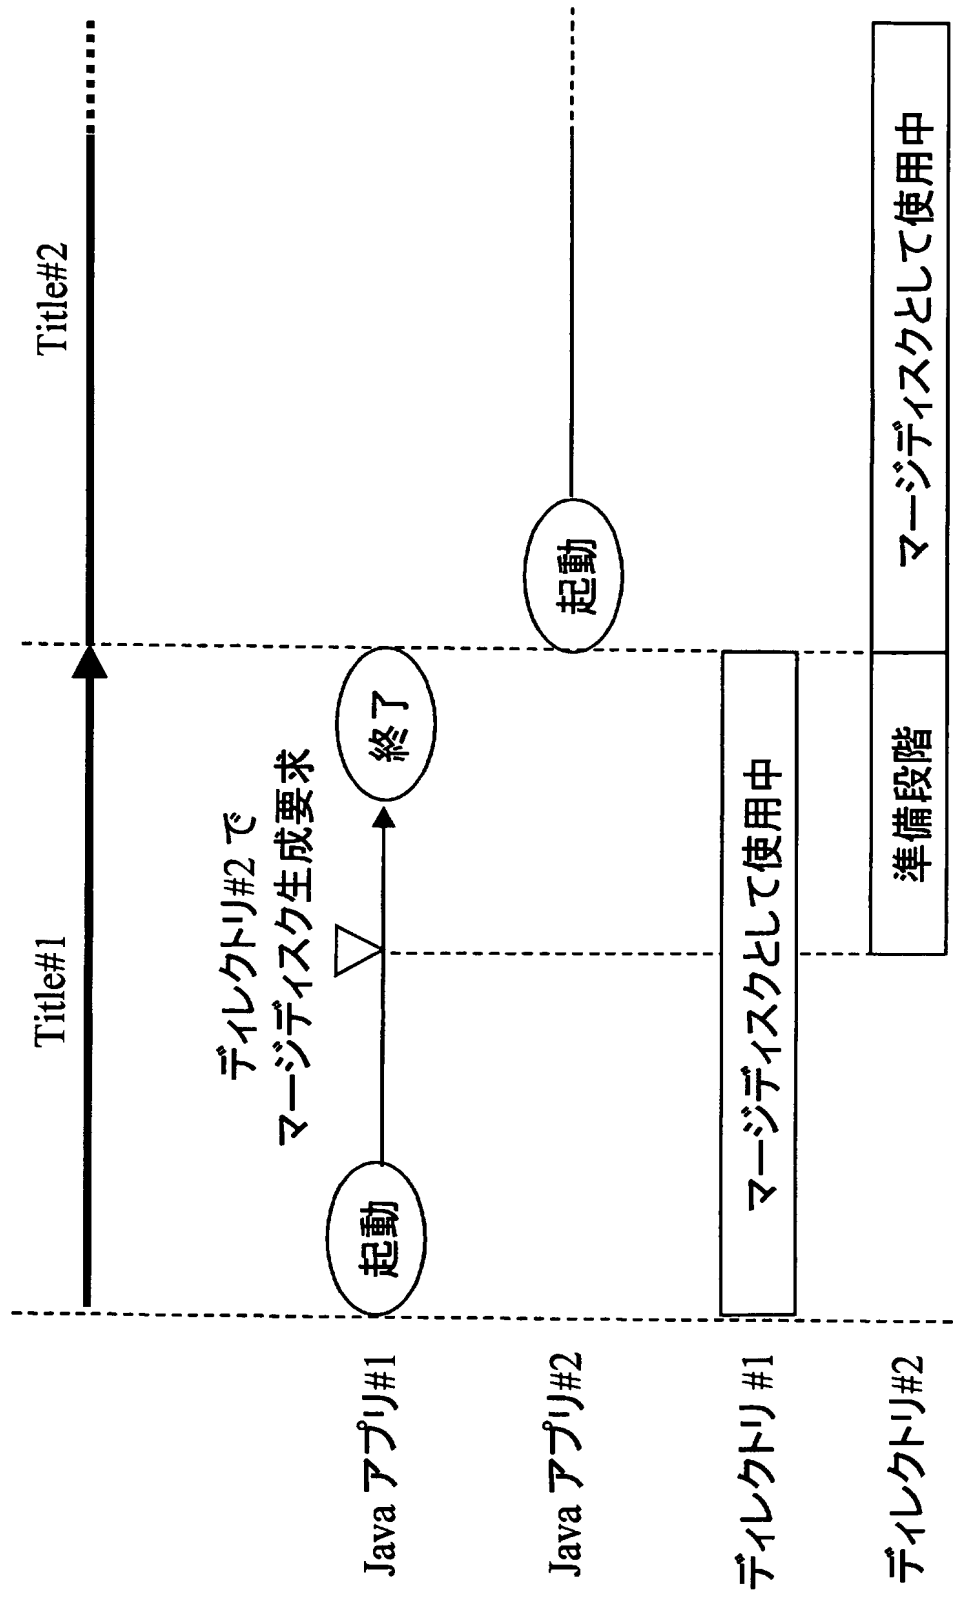 Title#1
Title#2
ディレクトリ#2 で
マージディスク生成要求
Java アプリ#1
起動
終了
Java アプリ#2
起動
ディレクトリ #1
マージディスクとして使用中
ディレクトリ#2
準備段階
マージディスクとして使用中